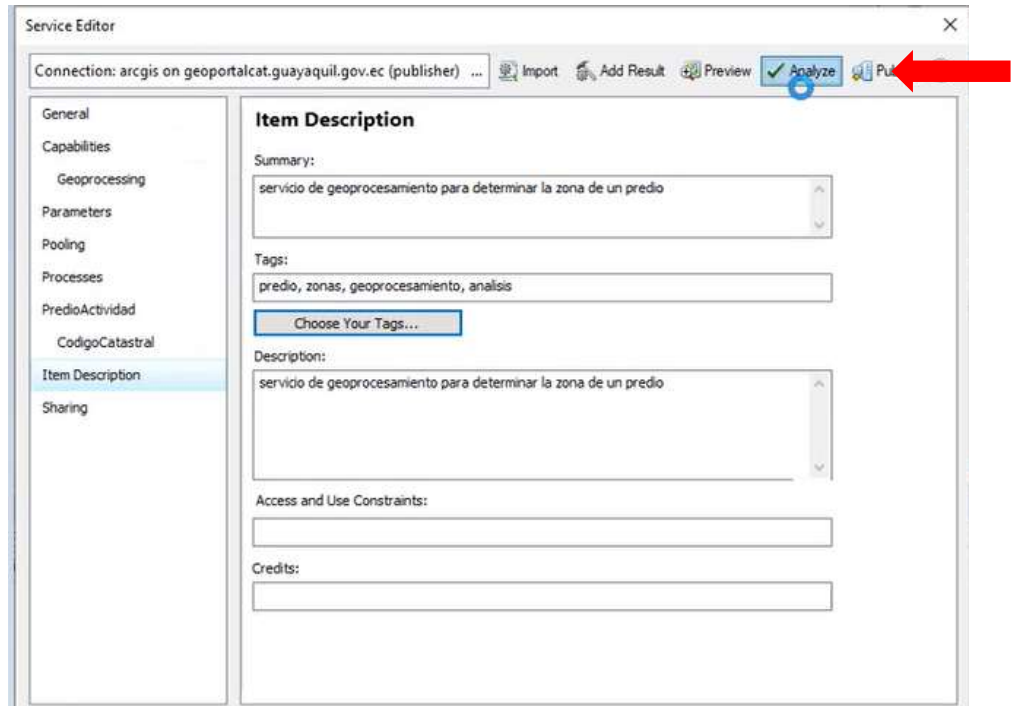 Service Editor
Connection: arcgis on geoportalcat.guayaquil.gov.ec (publisher) ... Import Add Result Preview Analyze
General
Capabilities
Geoprocessing
Parameters
Pooling
Processes
PredioActividad
CodigoCatastral
Item Description
Sharing
Item Description
Summary:
servicio de geoprocesamiento para determinar la zona de un predio
Tags:
predio, zonas, geoprocesamiento, analisis
Choose Your Tags...
Description:
servicio de geoprocesamiento para determinar la zona de un predio
Access and Use Constraints:
Credits: